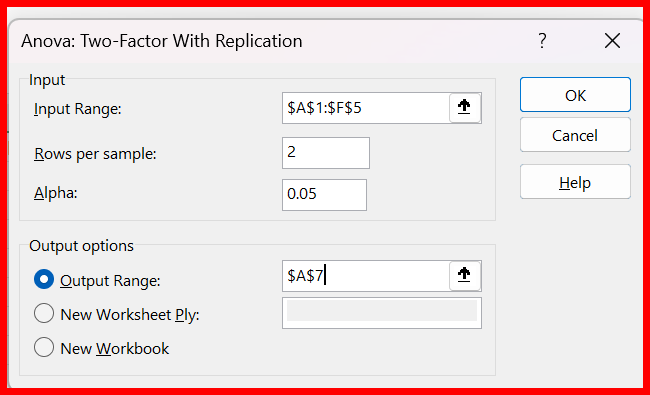 Anova: Two-Factor With Replication ?
Input
Input Range: $A$1:$F$5
Rows per sample: 2
Alpha: 0.05
OK
Cancel
Help
Output options
Output Range: $A$7
New Worksheet Ply:
New Workbook